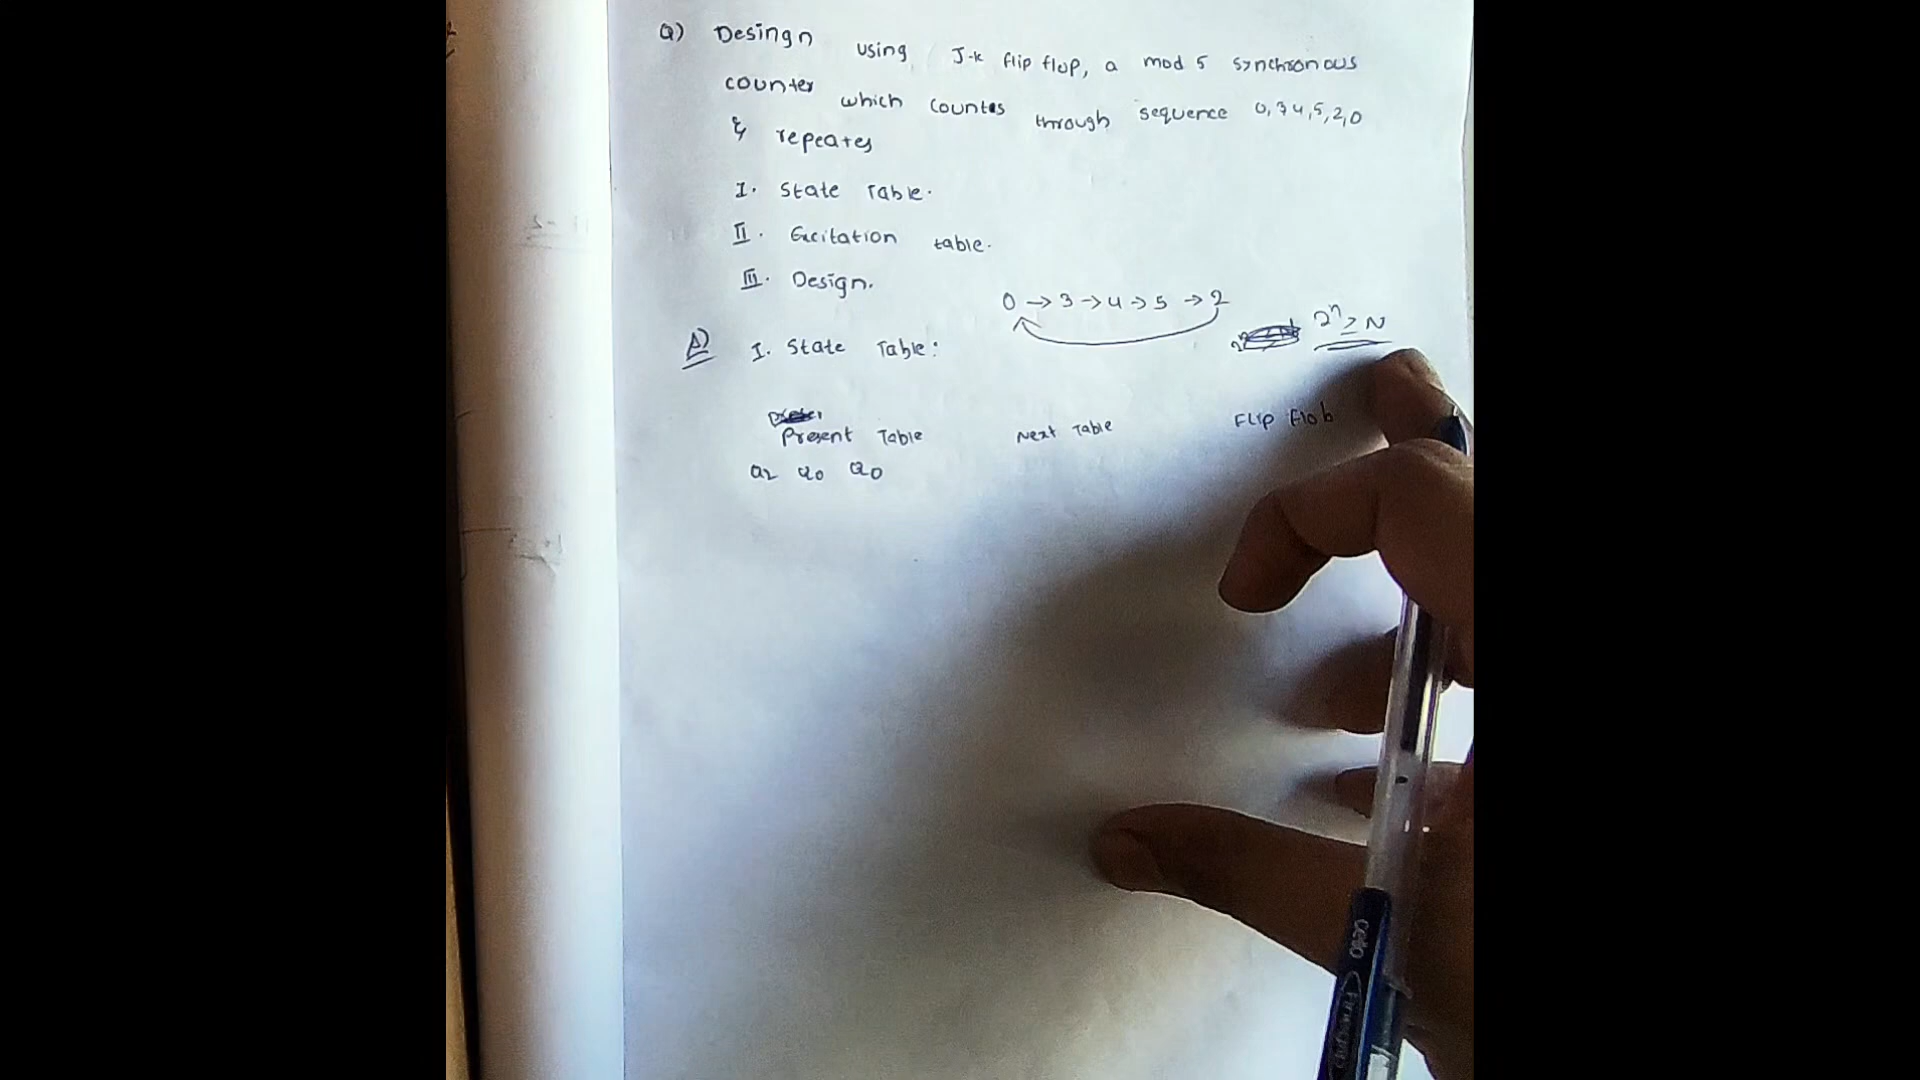 Q) Desingn using J-k flip flop, a mod 5 synchronous
counter which countes through sequence 0,3 4,5,2,0
& repeates
I. State Table.
II. Excitation table.
III. Design.
0 → 3 → 4 → 5 → 2
2ⁿ ≥ N
A) I. State Table:
Present Table Next Table Flip flob
Q2 Q0 Q0
cello